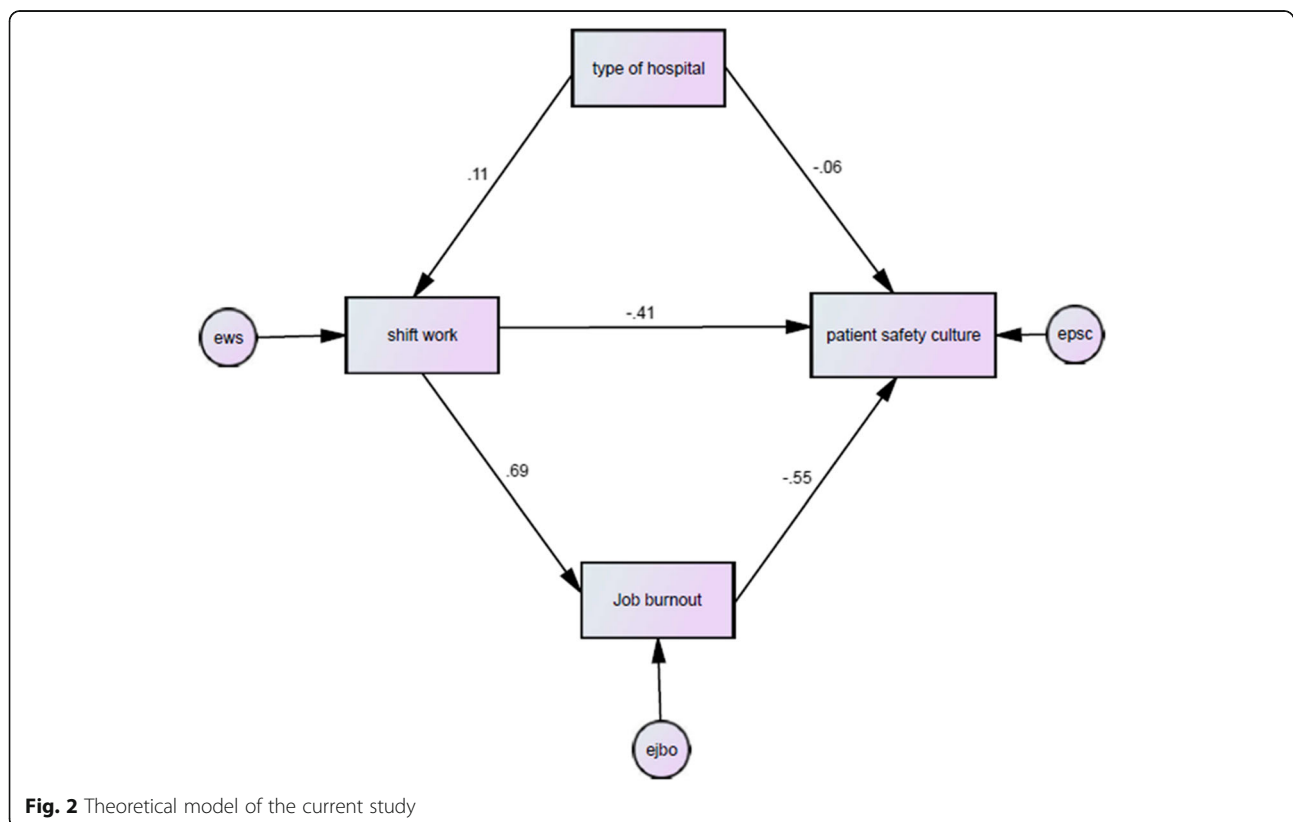 type of hospital
.11
-.06
ews
shift work
-.41
patient safety culture
epsc
.69
-.55
Job burnout
ejbo
Fig. 2 Theoretical model of the current study